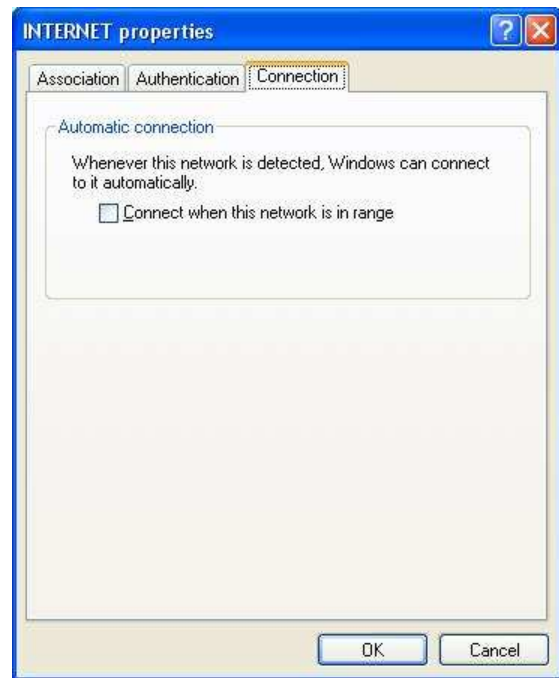 INTERNET properties
Association Authentication Connection
Automatic connection
Whenever this network is detected, Windows can connect
to it automatically.
Connect when this network is in range
OK Cancel